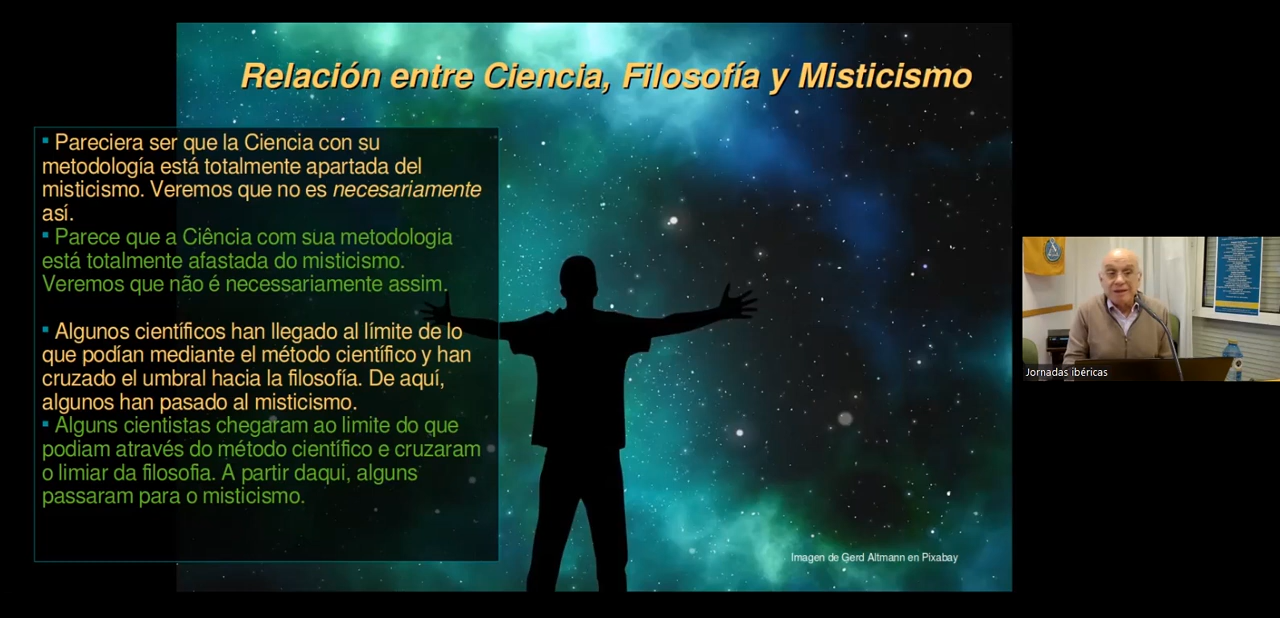 Relación entre Ciencia, Filosofía y Misticismo
Pareciera ser que la Ciencia con su
metodología está totalmente apartada del
misticismo. Veremos que no es necesariamente
así.
Parece que a Ciência com sua metodologia
está totalmente afastada do misticismo.
Veremos que não é necessariamente assim.
Algunos científicos han llegado al límite de lo
que podían mediante el método científico y han
cruzado el umbral hacia la filosofía. De aquí,
algunos han pasado al misticismo.
Alguns cientistas chegaram ao limite do que
podiam através do método científico e cruzaram
o limiar da filosofia. A partir daqui, alguns
passaram para o misticismo.
Imagen de Gerd Altmann en Pixabay
Jornadas ibéricas